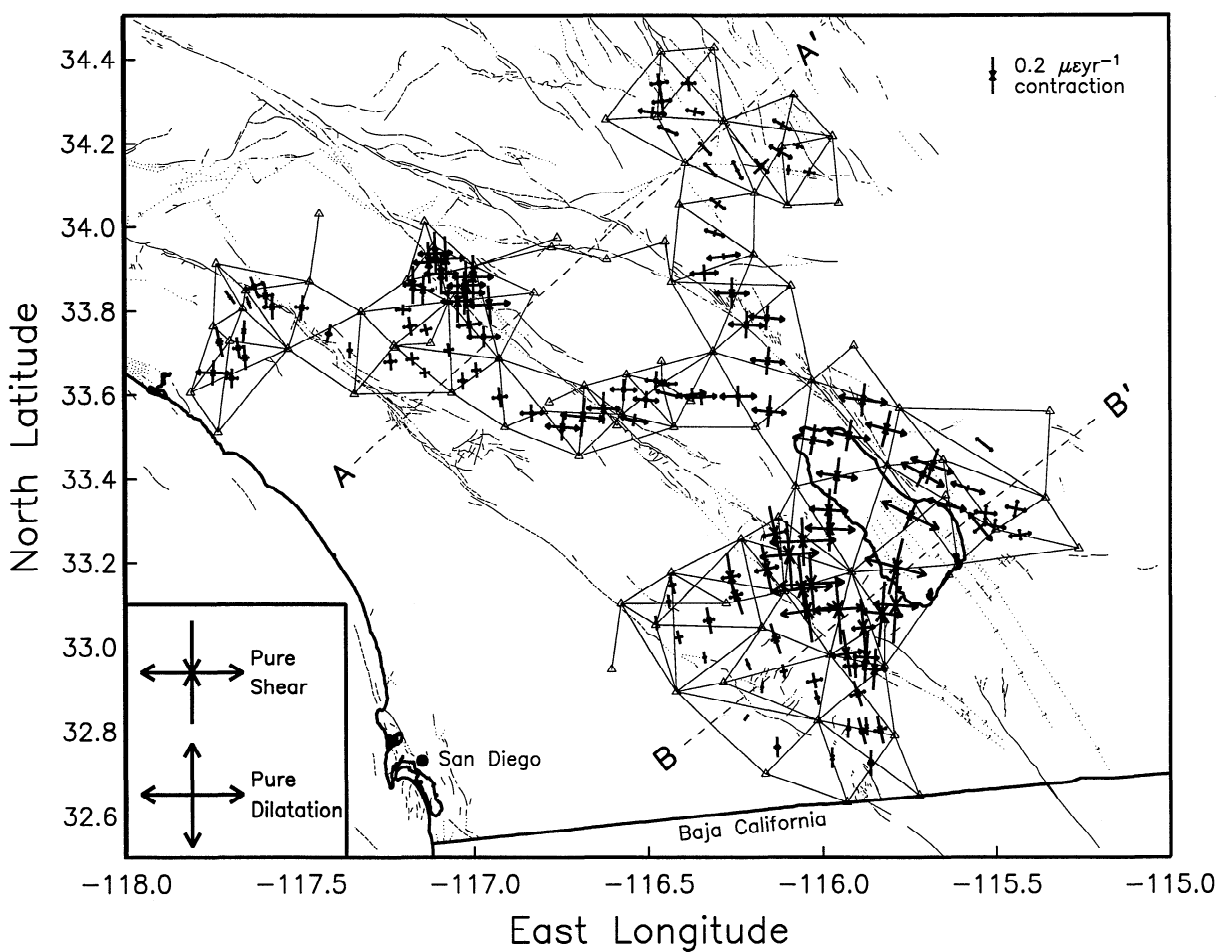 34.4
34.2
34.0
33.8
33.6
33.4
33.2
33.0
32.8
32.6
North Latitude
A'
0.2 μεyr⁻¹
contraction
B'
A
B
Pure
Shear
Pure
Dilatation
San Diego
Baja California
−118.0 −117.5 −117.0 −116.5 −116.0 −115.5 −115.0
East Longitude